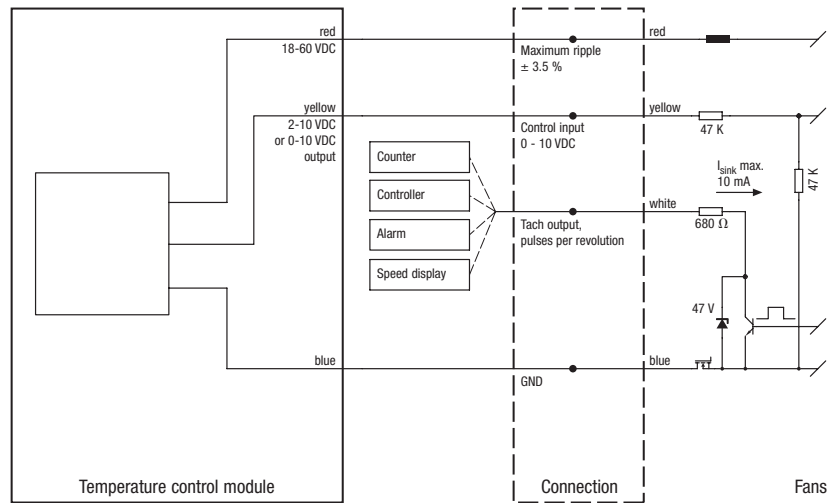 red
18-60 VDC
Maximum ripple
± 3.5 %
red
yellow
2-10 VDC
or 0-10 VDC
output
Control input
0 - 10 VDC
yellow
47 K
47 K
Counter
Controller
Alarm
Speed display
Tach output,
pulses per revolution
white
Isink max.
10 mA
680 Ω
47 V
blue
GND
blue
Temperature control module
Connection
Fans